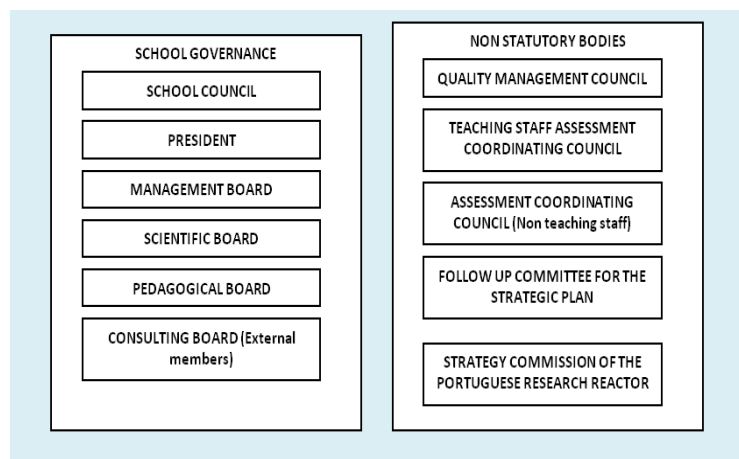 SCHOOL GOVERNANCE
SCHOOL COUNCIL
PRESIDENT
MANAGEMENT BOARD
SCIENTIFIC BOARD
PEDAGOGICAL BOARD
CONSULTING BOARD (External
members)
NON STATUTORY BODIES
QUALITY MANAGEMENT COUNCIL
TEACHING STAFF ASSESSMENT
COORDINATING COUNCIL
ASSESSMENT COORDINATING
COUNCIL (Non teaching staff)
FOLLOW UP COMMITTEE FOR THE
STRATEGIC PLAN
STRATEGY COMMISSION OF THE
PORTUGUESE RESEARCH REACTOR